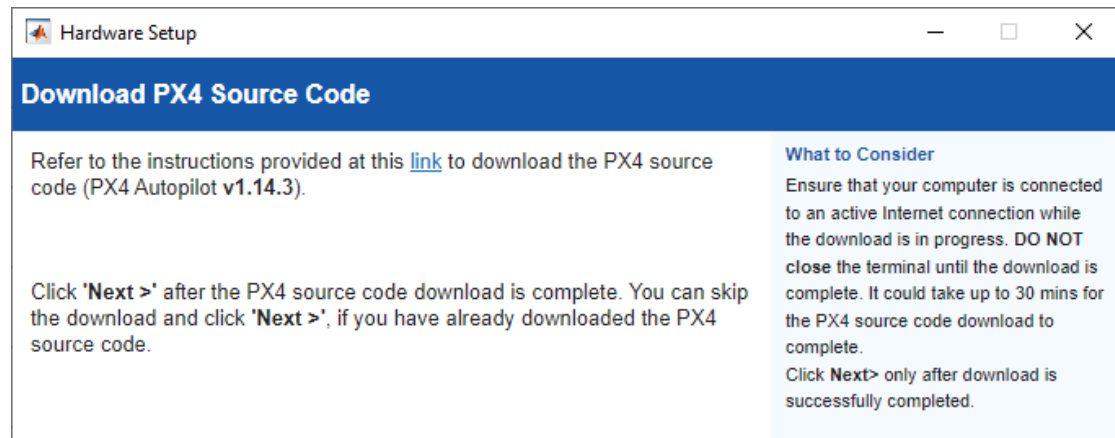 Hardware Setup
Download PX4 Source Code
Refer to the instructions provided at this link to download the PX4 source
code (PX4 Autopilot v1.14.3).
Click 'Next >' after the PX4 source code download is complete. You can skip
the download and click 'Next >', if you have already downloaded the PX4
source code.
What to Consider
Ensure that your computer is connected
to an active Internet connection while
the download is in progress. DO NOT
close the terminal until the download is
complete. It could take up to 30 mins for
the PX4 source code download to
complete.
Click Next> only after download is
successfully completed.